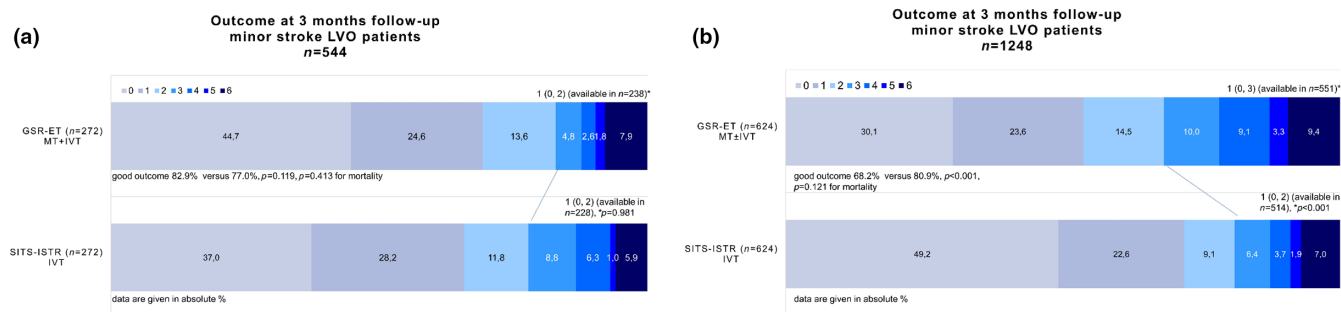 (a)
Outcome at 3 months follow-up
minor stroke LVO patients
n=544
0 1 2 3 4 5 6
1 (0, 2) (available in n=238)*
GSR-ET (n=272)
MT+IVT
44,7 24,6 13,6 4,8 2,6 1,8 7,9
good outcome 82.9% versus 77.0%, p=0.119, p=0.413 for mortality
1 (0, 2) (available
in n=228), *p=0.981
SITS-ISTR (n=272)
IVT
37,0 28,2 11,8 8,8 6,3 1,0 5,9
data are given in absolute %
(b)
Outcome at 3 months follow-up
minor stroke LVO patients
n=1248
0 1 2 3 4 5 6
1 (0, 3) (available n=551)*
GSR-ET (n=624)
MT±IVT
30,1 23,6 14,5 10,0 9,1 3,3 9,4
good outcome 68.2% versus 80.9%, p<0.001,
p=0.121 for mortality
1 (0, 2) (available in
n=514), *p<0.001
SITS-ISTR (n=624)
IVT
49,2 22,6 9,1 6,4 3,7 1,9 7,0
data are given in absolute %